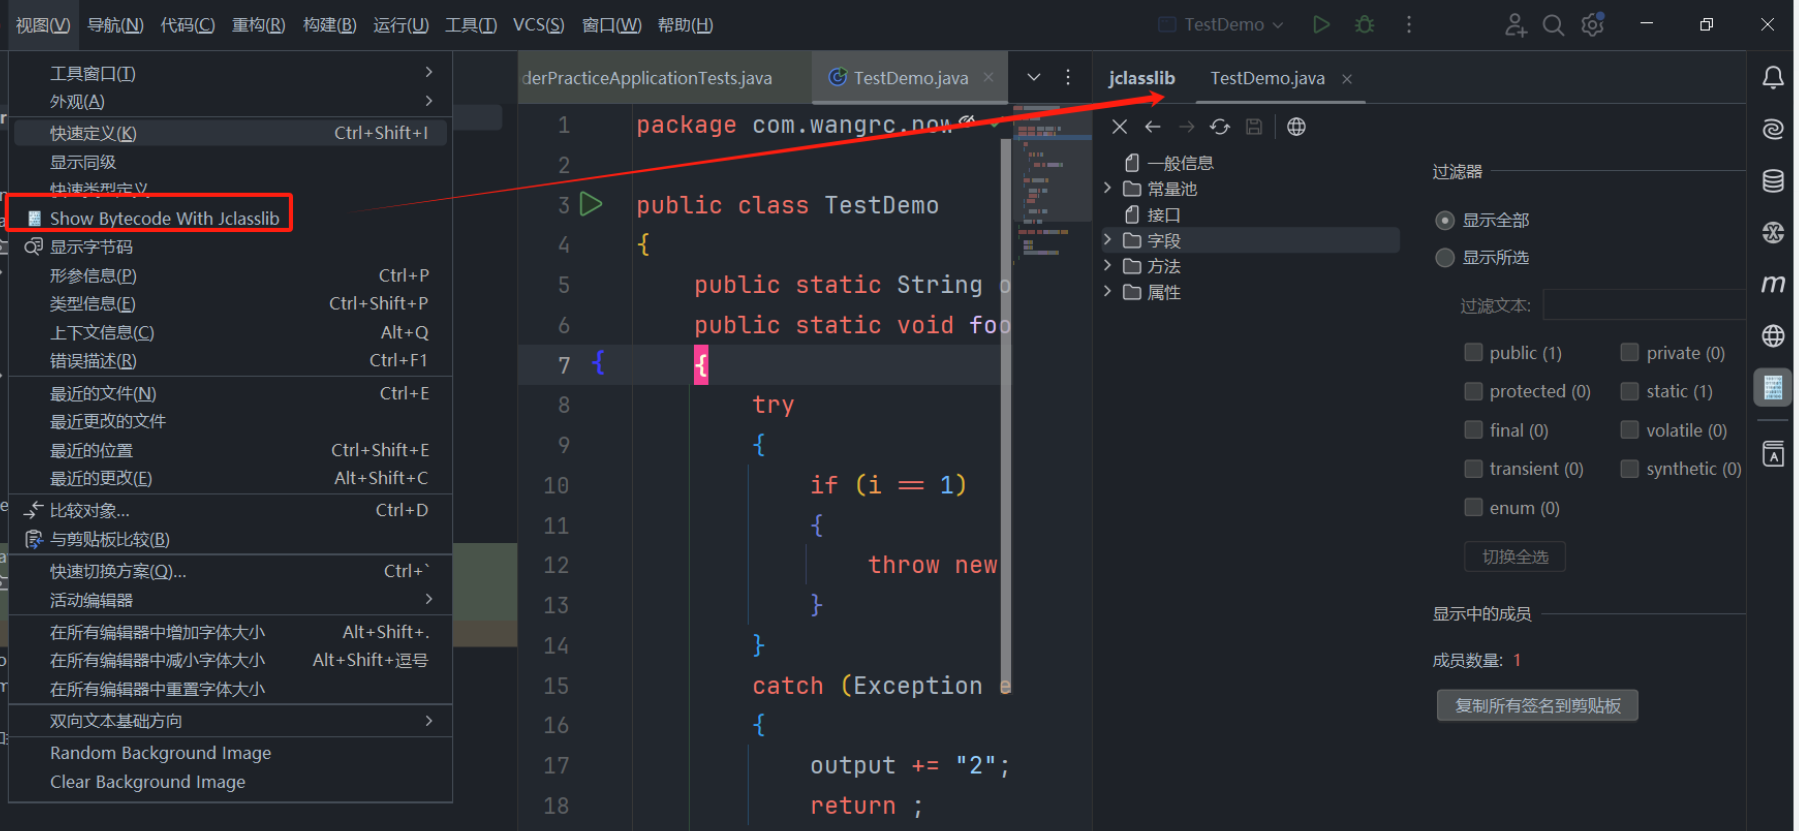 视图(V) 导航(N) 代码(C) 重构(R) 构建(B) 运行(U) 工具(T) VCS(S) 窗口(W) 帮助(H) TestDemo
工具窗口(T)
外观(A)
快速定义(K) Ctrl+Shift+I
显示同级
快速类型定义
Show Bytecode With Jclasslib
显示字节码
形参信息(P) Ctrl+P
类型信息(E) Ctrl+Shift+P
上下文信息(C) Alt+Q
错误描述(R) Ctrl+F1
最近的文件(N) Ctrl+E
最近更改的文件
最近的位置 Ctrl+Shift+E
最近的更改(E) Alt+Shift+C
比较对象... Ctrl+D
与剪贴板比较(B)
快速切换方案(Q)... Ctrl+`
活动编辑器
在所有编辑器中增加字体大小 Alt+Shift+.
在所有编辑器中减小字体大小 Alt+Shift+逗号
在所有编辑器中重置字体大小
双向文本基础方向
Random Background Image
Clear Background Image
derPracticeApplicationTests.java TestDemo.java
1 package com.wangrc.now
2
3 public class TestDemo
4 {
5 public static String o
6 public static void foo
7 { {
8 try
9 {
10 if (i == 1)
11 {
12 throw new
13 }
14 }
15 catch (Exception e
16 {
17 output += "2";
18 return ;
jclasslib TestDemo.java
一般信息
常量池
接口
字段
方法
属性
过滤器
显示全部
显示所选
过滤文本:
public (1) private (0)
protected (0) static (1)
final (0) volatile (0)
transient (0) synthetic (0)
enum (0)
切换全选
显示中的成员
成员数量: 1
复制所有签名到剪贴板